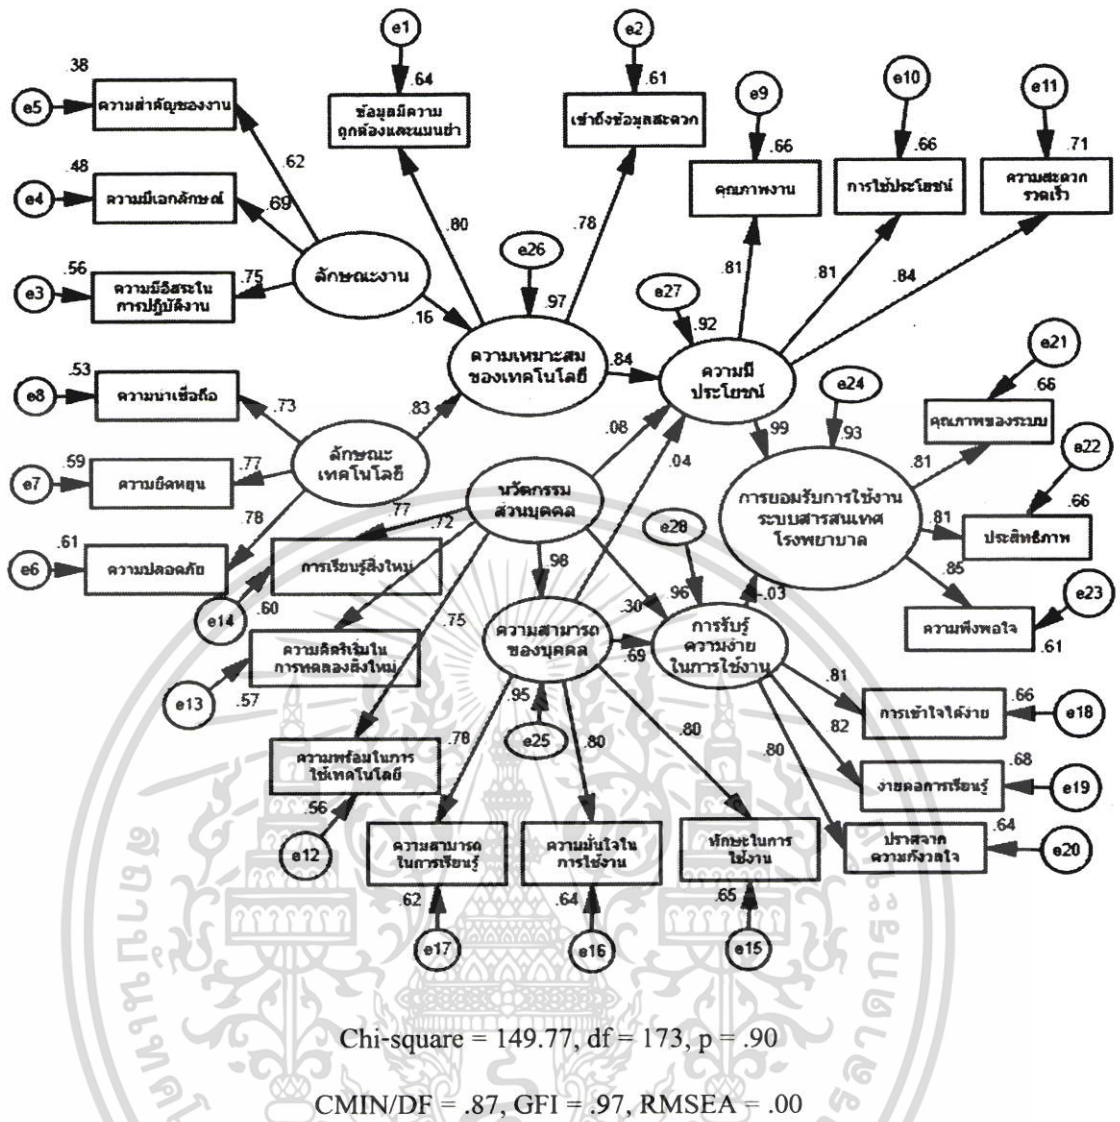 e1
e2
.38
.64
.61
e10
e11
e5
ความสำคัญของงาน
ข้อมูลมีความ
ถูกต้องและแม่นยำ
เข้าถึงข้อมูลสะดวก
e9
.66
.66
.71
.62
.48
e4
ความมีเอกลักษณ์
.69
คุณภาพงาน
การใช้ประโยชน์
ความสะดวก
รวดเร็ว
.80
.78
e26
.56
e3
ความมีอิสระใน
การปฏิบัติงาน
.75
ลักษณะงาน
.81
.81
.84
.16
.97
e27
.92
ความเหมาะสม
ของเทคโนโลยี
.84
ความมี
ประโยชน์
e21
.53
e8
ความน่าเชื่อถือ
.73
.83
e24
.66
.08
.99
.93
คุณภาพของระบบ
e22
.59
e7
ความยืดหยุ่น
.77
ลักษณะ
เทคโนโลยี
.04
.81
นวัตกรรม
ส่วนบุคคล
การยอมรับการใช้งาน
ระบบสารสนเทศ
โรงพยาบาล
.66
.78
.77
.72
e28
.81
ประสิทธิภาพ
.61
e6
ความปลอดภัย
การเรียนรู้สิ่งใหม่
.98
.96
.85
e23
e14
.60
.75
.30
-.03
ความพึงพอใจ
.61
ความสามารถ
ของบุคคล
.69
การรับรู้
ความง่าย
ในการใช้งาน
ความคิดริเริ่มใน
การทดลองสิ่งใหม่
e13
.57
.95
.81
การเข้าใจได้ง่าย
.66
e18
.78
e25
.80
.80
.82
ความพร้อมในการ
ใช้เทคโนโลยี
.80
.68
ง่ายต่อการเรียนรู้
e19
.56
e12
ความสามารถ
ในการเรียนรู้
ความมั่นใจใน
การใช้งาน
ทักษะในการ
ใช้งาน
ปราศจาก
ความกังวลใจ
.64
e20
.62
.64
.65
e17
e16
e15
Chi-square = 149.77, df = 173, p = .90
CMIN/DF = .87, GFI = .97, RMSEA = .00